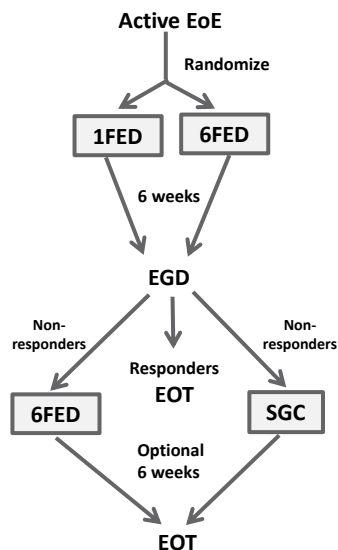 Active EoE
Randomize
1FED
6FED
6 weeks
EGD
Non-
responders
Non-
responders
Responders
EOT
6FED
SGC
Optional
6 weeks
EOT